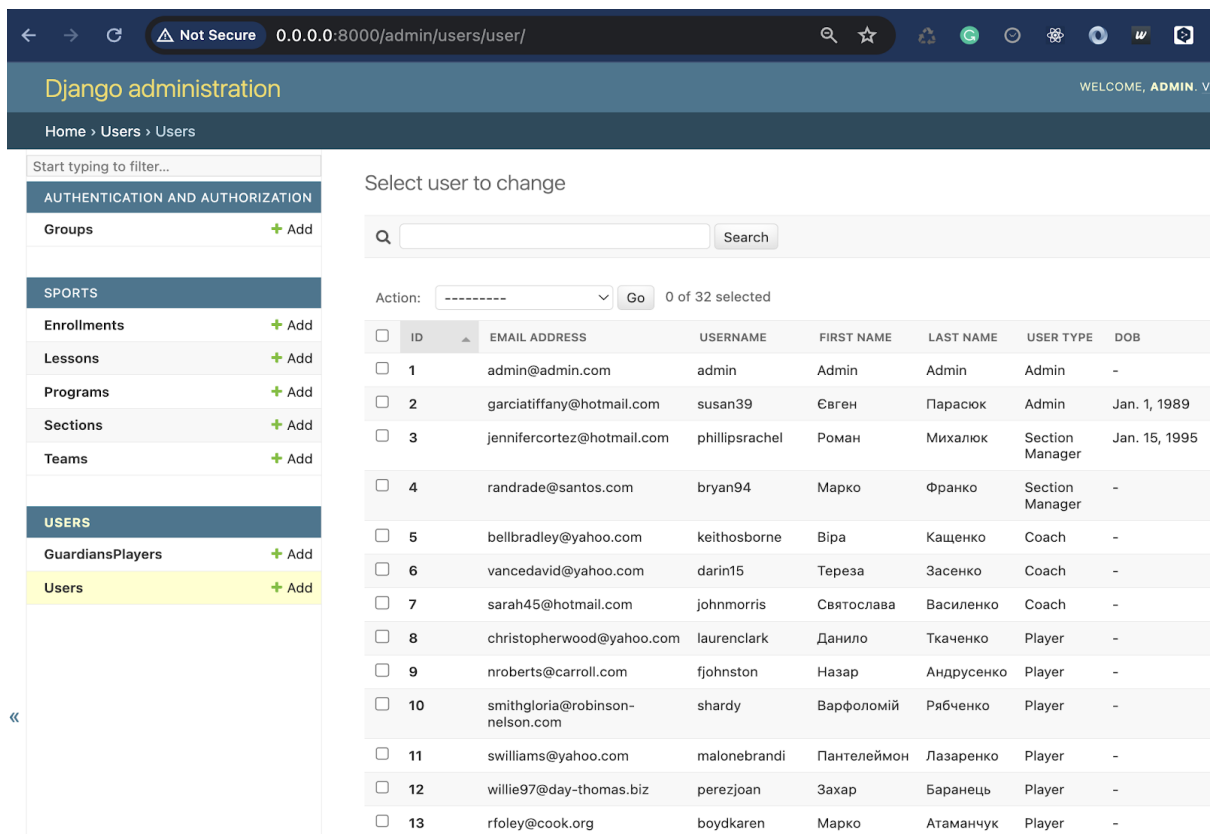 Not Secure 0.0.0.0:8000/admin/users/user/
Django administration
WELCOME, ADMIN. V
Home › Users › Users
Start typing to filter...
AUTHENTICATION AND AUTHORIZATION
Groups + Add
SPORTS
Enrollments + Add
Lessons + Add
Programs + Add
Sections + Add
Teams + Add
USERS
GuardiansPlayers + Add
Users + Add
«
Select user to change
Search
Action: --------- Go 0 of 32 selected
ID EMAIL ADDRESS USERNAME FIRST NAME LAST NAME USER TYPE DOB
1 admin@admin.com admin Admin Admin Admin -
2 garciatiffany@hotmail.com susan39 Євген Парасюк Admin Jan. 1, 1989
3 jennifercortez@hotmail.com phillipsrachel Роман Михалюк Section Jan. 15, 1995
Manager
4 randrade@santos.com bryan94 Марко Франко Section -
Manager
5 bellbradley@yahoo.com keithosborne Віра Кащенко Coach -
6 vancedavid@yahoo.com darin15 Тереза Засенко Coach -
7 sarah45@hotmail.com johnmorris Святослава Василенко Coach -
8 christopherwood@yahoo.com laurenclark Данило Ткаченко Player -
9 nroberts@carroll.com fjohnston Назар Андрусенко Player -
10 smithgloria@robinson- shardy Варфоломій Рябченко Player -
nelson.com
11 swilliams@yahoo.com malonebrandi Пантелеймон Лазаренко Player -
12 willie97@day-thomas.biz perezjoan Захар Баранець Player -
13 rfoley@cook.org boydkaren Марко Атаманчук Player -